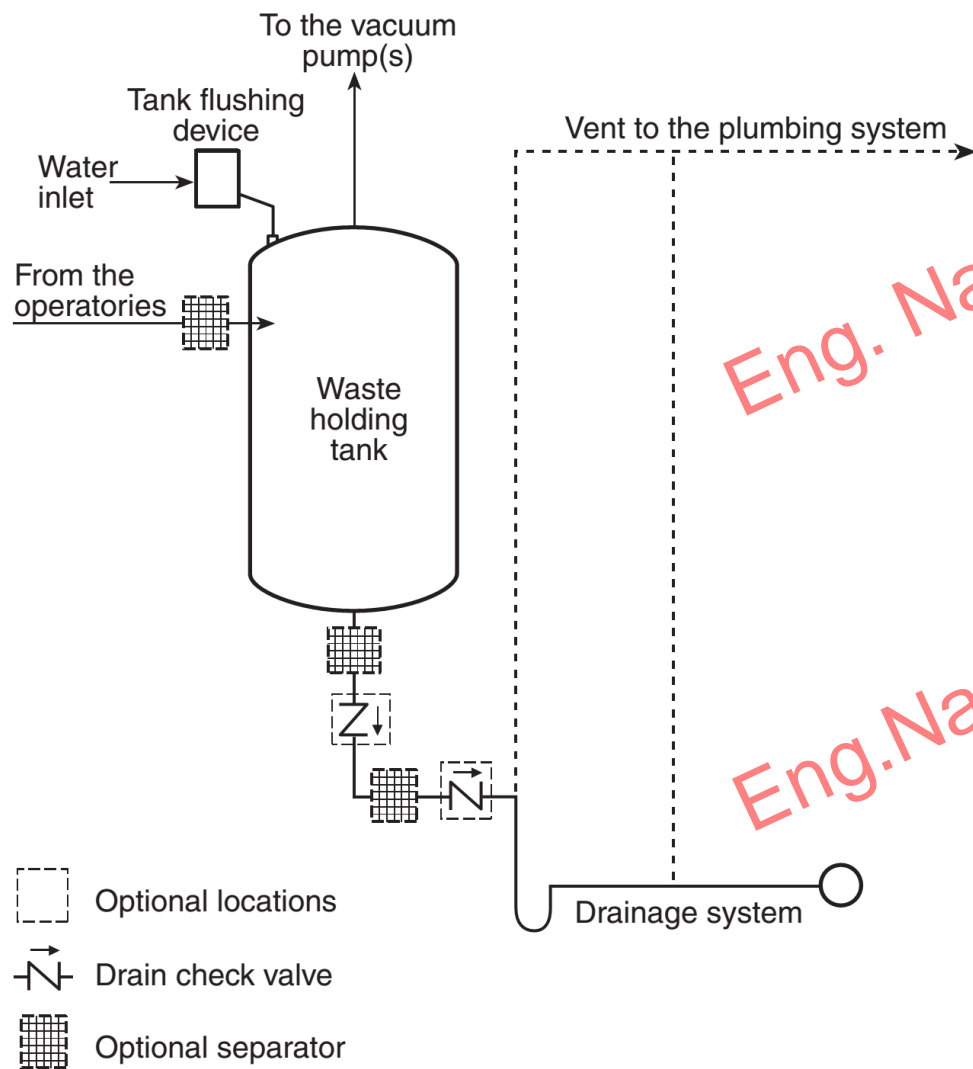 To the vacuum
pump(s)
Tank flushing
device
Vent to the plumbing system
Water
inlet
From the
operatories
Eng. Na
Waste
holding
tank
Eng.Na
Drainage system
Optional locations
Drain check valve
Optional separator